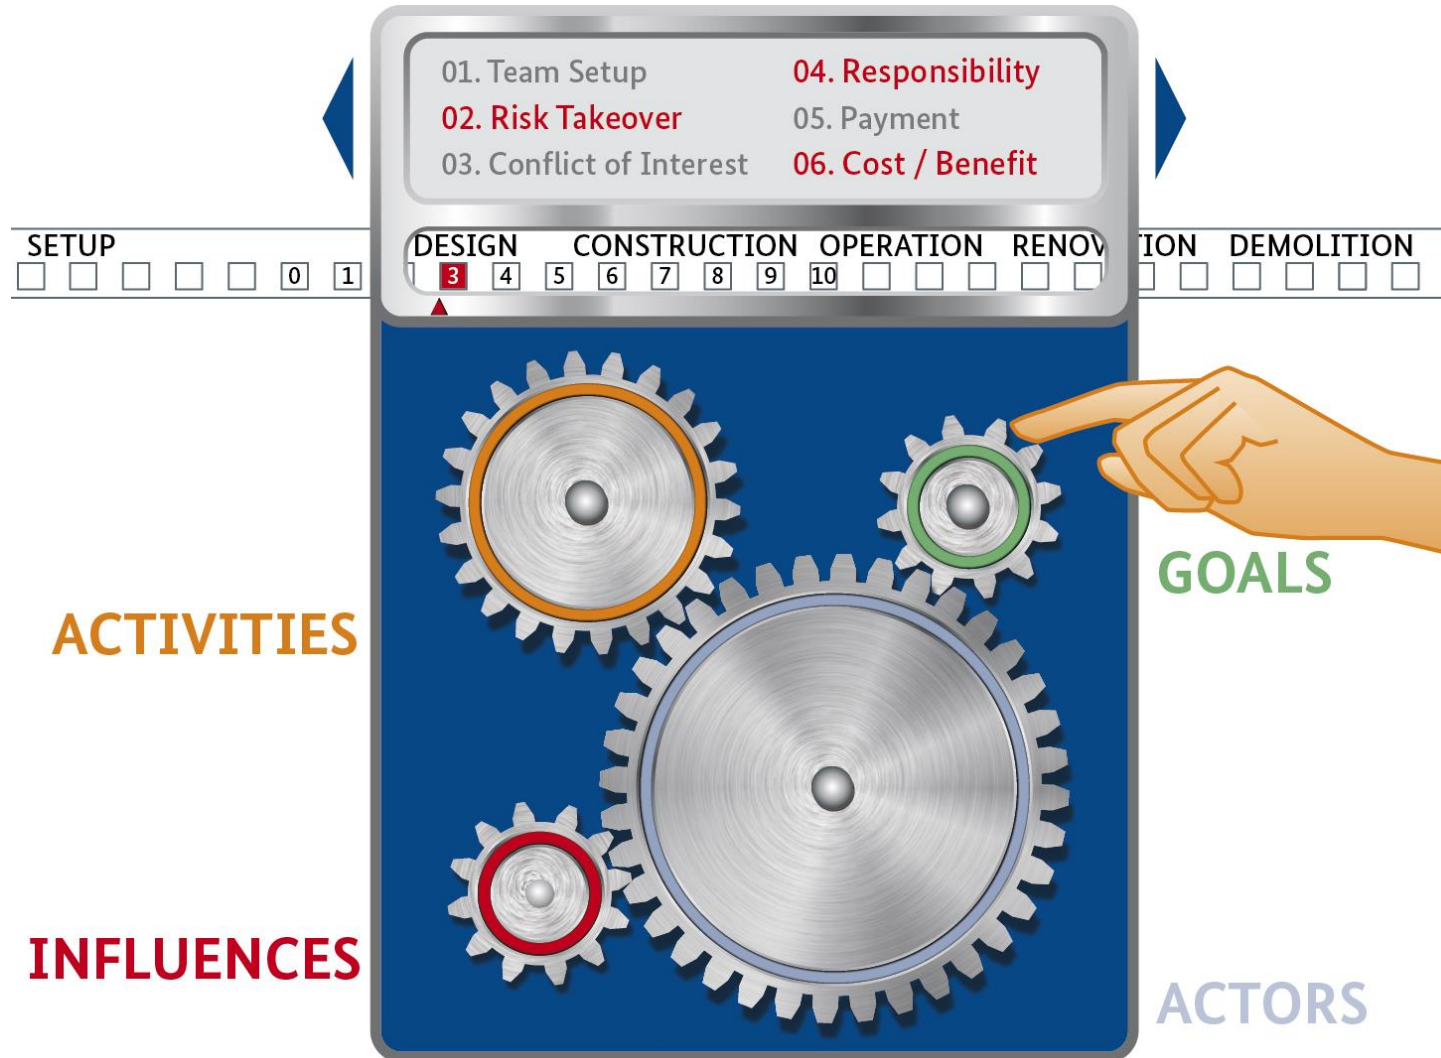 01. Team Setup
02. Risk Takeover
03. Conflict of Interest
04. Responsibility
05. Payment
06. Cost / Benefit
SETUP DESIGN CONSTRUCTION OPERATION DEMOLITION
0 1 3 4 5 6 7 8 9 10
GOALS
ACTIVITIES
INFLUENCES
ACTORS